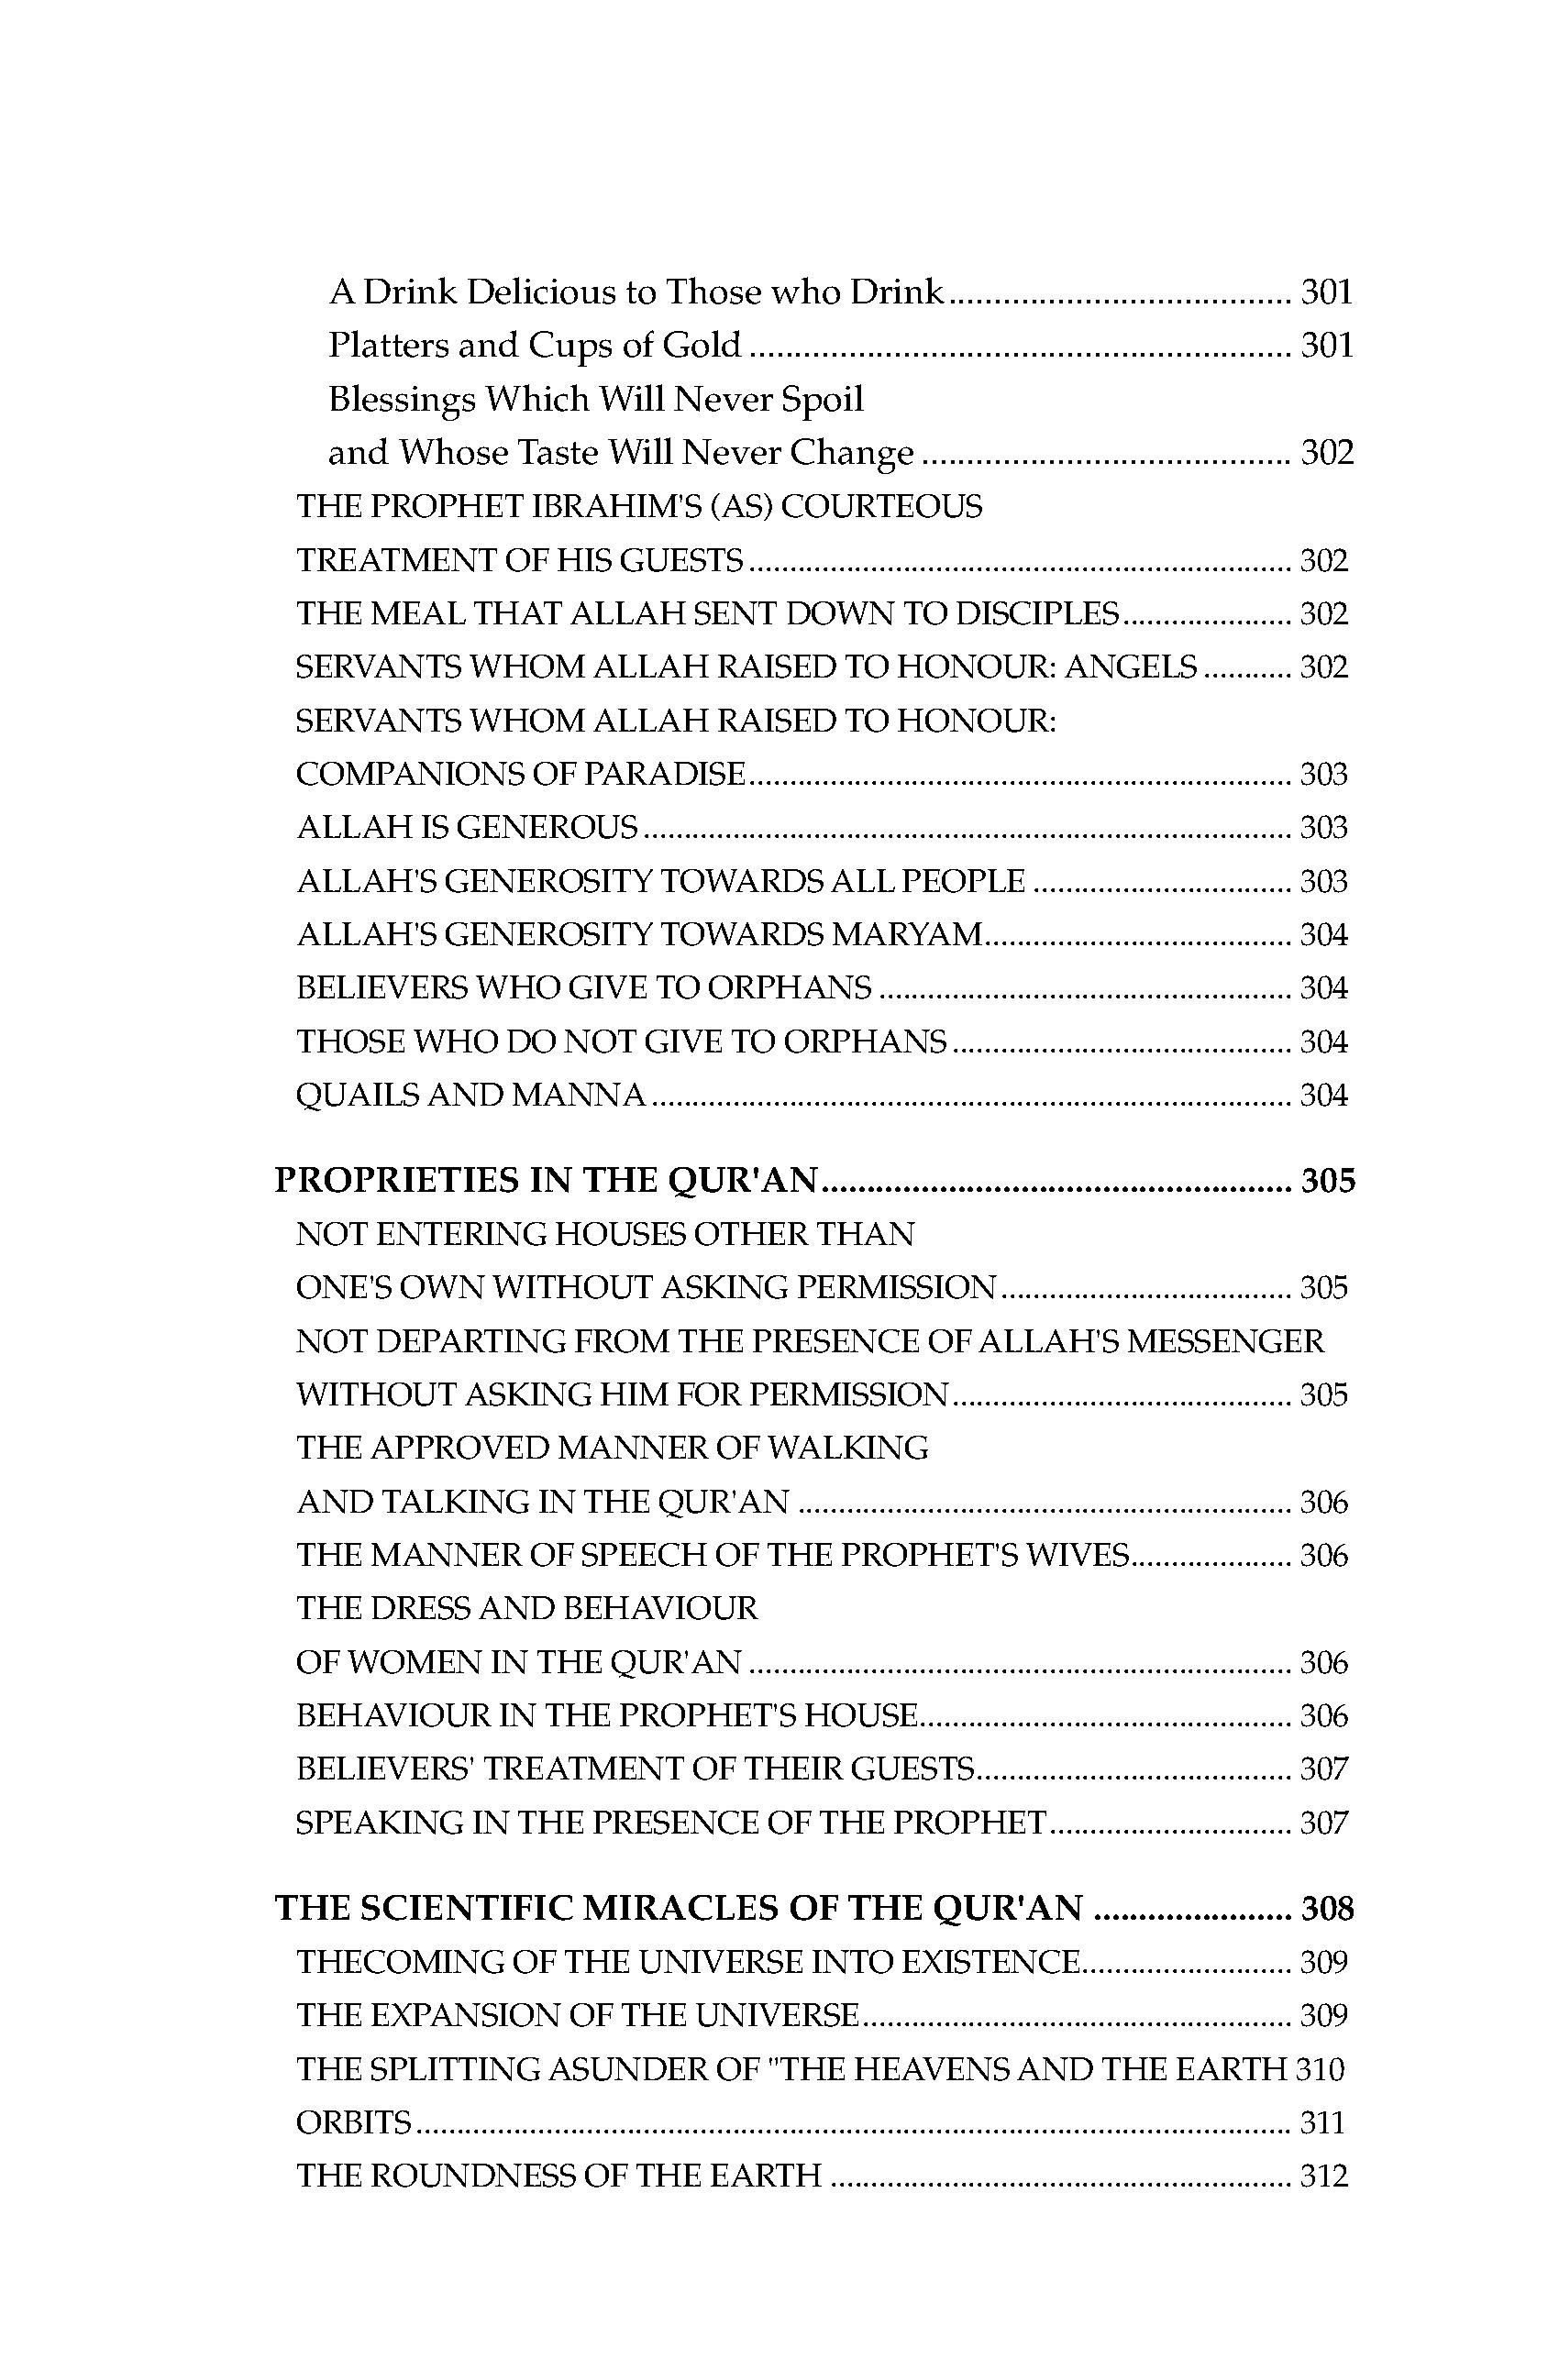 A Drink Delicious to Those who Drink...................................... 301
Platters and Cups of Gold ............................................................ 301
Blessings Which Will Never Spoil
and Whose Taste Will Never Change ......................................... 302
THE PROPHET IBRAHIM'S (AS) COURTEOUS
TREATMENT OF HIS GUESTS................................................................... 302
THE MEAL THAT ALLAH SENT DOWN TO DISCIPLES..................... 302
SERVANTS WHOM ALLAH RAISED TO HONOUR: ANGELS ........... 302
SERVANTS WHOM ALLAH RAISED TO HONOUR:
COMPANIONS OF PARADISE................................................................... 303
ALLAH IS GENEROUS................................................................................ 303
ALLAH'S GENEROSITY TOWARDS ALL PEOPLE ................................ 303
ALLAH'S GENEROSITY TOWARDS MARYAM...................................... 304
BELIEVERS WHO GIVE TO ORPHANS ................................................... 304
THOSE WHO DO NOT GIVE TO ORPHANS.......................................... 304
QUAILS AND MANNA............................................................................... 304
PROPRIETIES IN THE QUR'AN.................................................... 305
NOT ENTERING HOUSES OTHER THAN
ONE'S OWN WITHOUT ASKING PERMISSION.................................... 305
NOT DEPARTING FROM THE PRESENCE OF ALLAH'S MESSENGER
WITHOUT ASKING HIM FOR PERMISSION.......................................... 305
THE APPROVED MANNER OF WALKING
AND TALKING IN THE QUR'AN ............................................................. 306
THE MANNER OF SPEECH OF THE PROPHET'S WIVES.................... 306
THE DRESS AND BEHAVIOUR
OF WOMEN IN THE QUR'AN ................................................................... 306
BEHAVIOUR IN THE PROPHET'S HOUSE.............................................. 306
BELIEVERS' TREATMENT OF THEIR GUESTS....................................... 307
SPEAKING IN THE PRESENCE OF THE PROPHET.............................. 307
THE SCIENTIFIC MIRACLES OF THE QUR'AN ...................... 308
THECOMING OF THE UNIVERSE INTO EXISTENCE.......................... 309
THE EXPANSION OF THE UNIVERSE..................................................... 309
THE SPLITTING ASUNDER OF "THE HEAVENS AND THE EARTH 310
ORBITS............................................................................................................ 311
THE ROUNDNESS OF THE EARTH ......................................................... 312